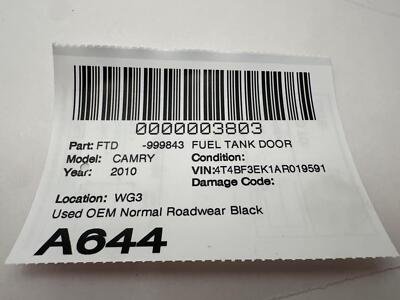 0000003803
Part: FTD -999843 FUEL TANK DOOR
Model: CAMRY Condition:
Year: 2010 VIN:4T4BF3EK1AR019591
Damage Code:
Location: WG3
Used OEM Normal Roadwear Black
A644